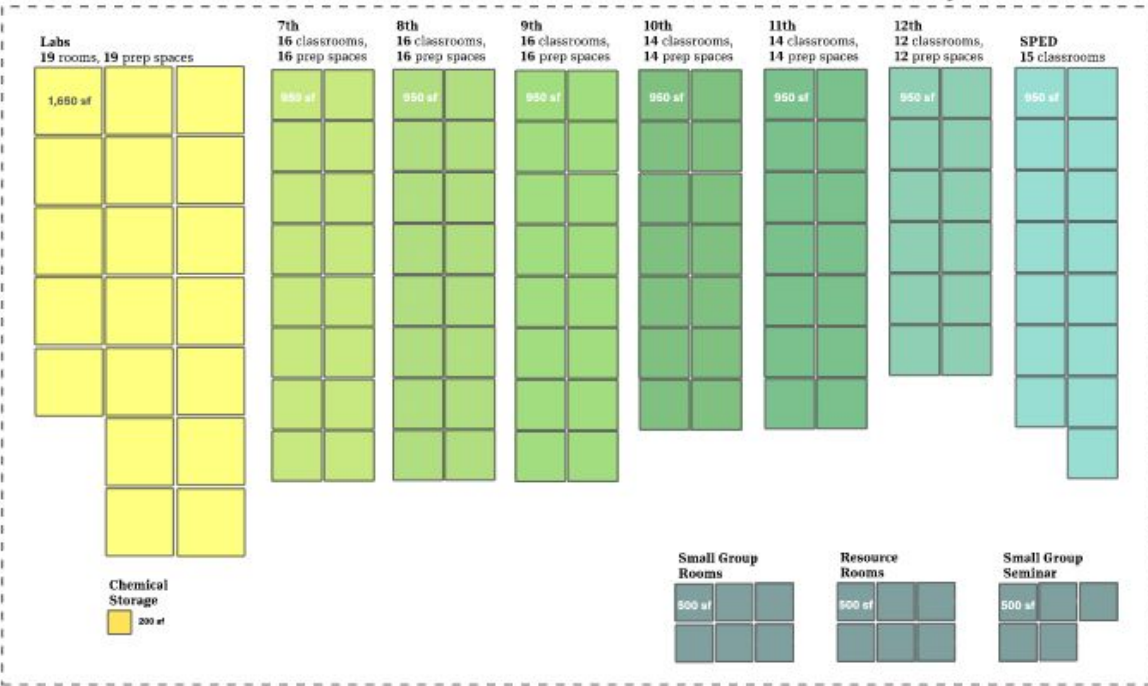 Labs
19 rooms, 19 prep spaces
1,650 sf
7th
16 classrooms,
16 prep spaces
950 sf
8th
16 classrooms,
16 prep spaces
950 sf
9th
16 classrooms,
16 prep spaces
950 sf
10th
14 classrooms,
14 prep spaces
950 sf
11th
14 classrooms,
14 prep spaces
950 sf
12th
12 classrooms,
12 prep spaces
950 sf
SPED
15 classrooms
950 sf
Chemical
Storage
200 sf
Small Group
Rooms
500 sf
Resource
Rooms
500 sf
Small Group
Seminar
500 sf